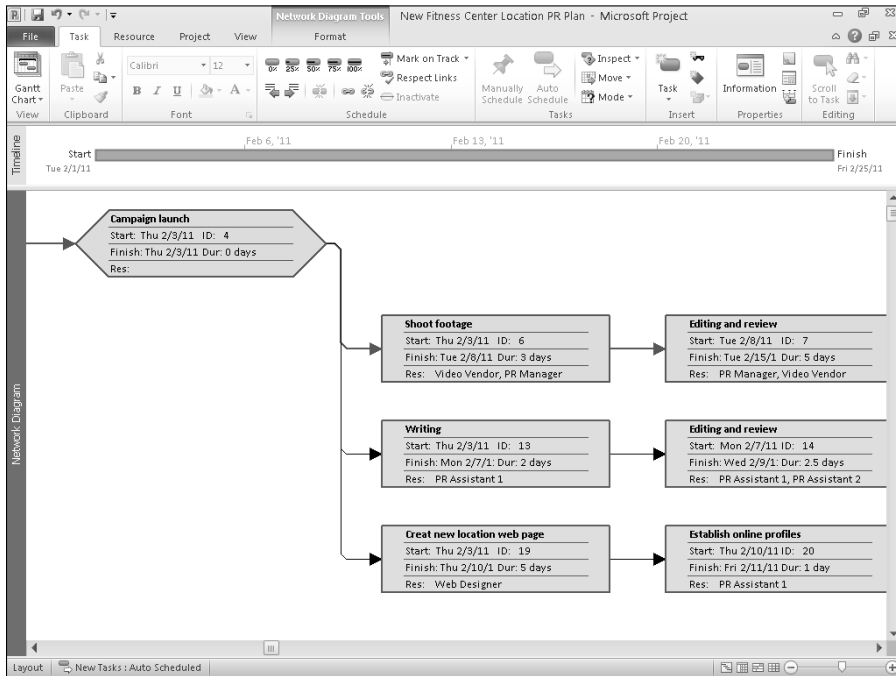 Network Diagram Tools New Fitness Center Location PR Plan - Microsoft Project
File Task Resource Project View Format
Gantt Chart
Paste
Calibri 12
B I U A
0% 25% 50% 75% 100%
Mark on Track
Respect Links
Inactivate
Manually Schedule
Auto Schedule
Inspect
Move
Mode
Task
Information
Scroll to Task
View Clipboard Font Schedule Tasks Insert Properties Editing
Timeline
Feb 6, '11 Feb 13, '11 Feb 20, '11
Start
Tue 2/1/11
Finish
Fri 2/25/11
Network Diagram
Campaign launch
Start: Thu 2/3/11 ID: 4
Finish: Thu 2/3/11 Dur: 0 days
Res:
Shoot footage
Start: Thu 2/3/11 ID: 6
Finish: Tue 2/8/11 Dur: 3 days
Res: Video Vendor, PR Manager
Editing and review
Start: Tue 2/8/11 ID: 7
Finish: Tue 2/15/1 Dur: 5 days
Res: PR Manager, Video Vendor
Writing
Start: Thu 2/3/11 ID: 13
Finish: Mon 2/7/1: Dur: 2 days
Res: PR Assistant 1
Editing and review
Start: Mon 2/7/11 ID: 14
Finish: Wed 2/9/1: Dur: 2.5 days
Res: PR Assistant 1, PR Assistant 2
Creat new location web page
Start: Thu 2/3/11 ID: 19
Finish: Thu 2/10/1 Dur: 5 days
Res: Web Designer
Establish online profiles
Start: Thu 2/10/11 ID: 20
Finish: Fri 2/11/11 Dur: 1 day
Res: PR Assistant 1
Layout New Tasks : Auto Scheduled